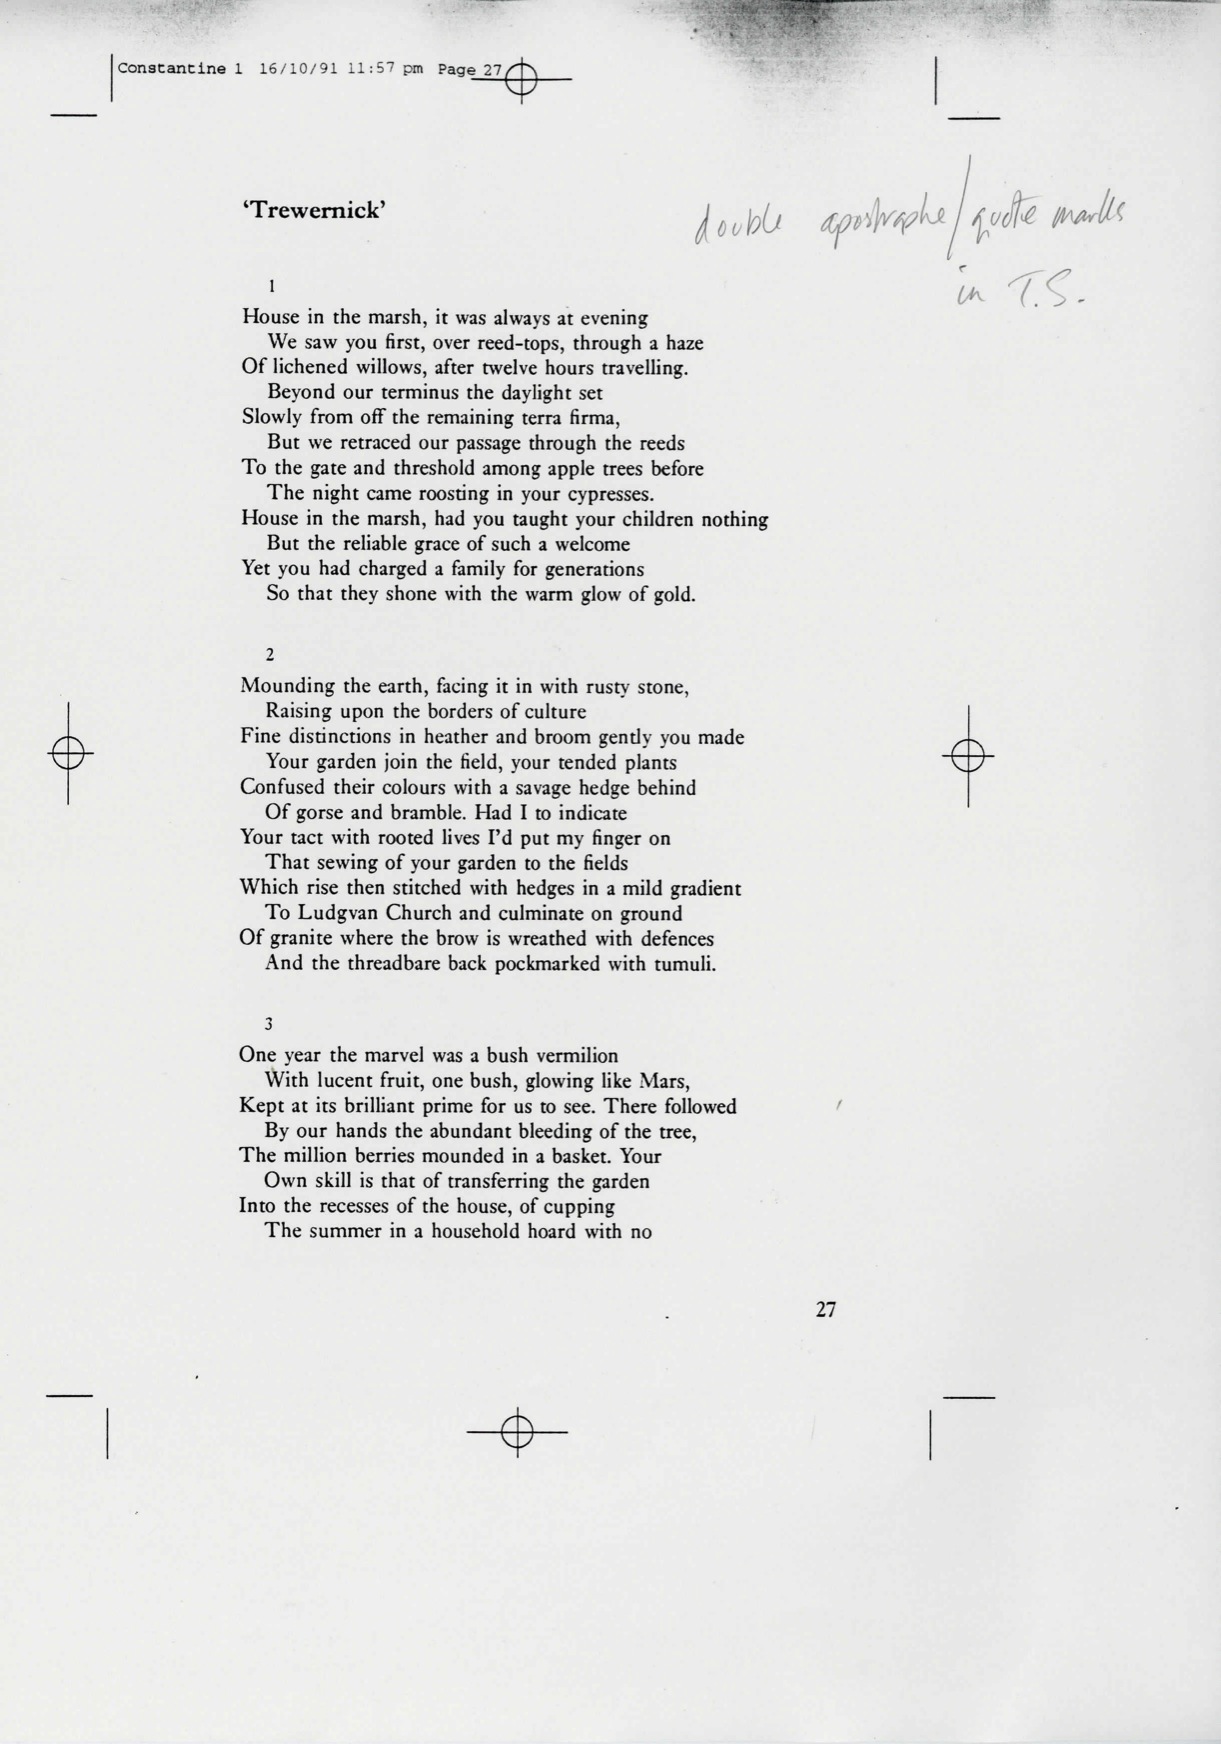 Constantine 1 16/10/91 11:57 pm Page 27
‘Trewernick’
double apostrophe/quote marks
in T.S.
1
House in the marsh, it was always at evening
We saw you first, over reed-tops, through a haze
Of lichened willows, after twelve hours travelling.
Beyond our terminus the daylight set
Slowly from off the remaining terra firma,
But we retraced our passage through the reeds
To the gate and threshold among apple trees before
The night came roosting in your cypresses.
House in the marsh, had you taught your children nothing
But the reliable grace of such a welcome
Yet you had charged a family for generations
So that they shone with the warm glow of gold.
2
Mounding the earth, facing it in with rusty stone,
Raising upon the borders of culture
Fine distinctions in heather and broom gently you made
Your garden join the field, your tended plants
Confused their colours with a savage hedge behind
Of gorse and bramble. Had I to indicate
Your tact with rooted lives I’d put my finger on
That sewing of your garden to the fields
Which rise then stitched with hedges in a mild gradient
To Ludgvan Church and culminate on ground
Of granite where the brow is wreathed with defences
And the threadbare back pockmarked with tumuli.
3
One year the marvel was a bush vermilion
With lucent fruit, one bush, glowing like Mars,
Kept at its brilliant prime for us to see. There followed
By our hands the abundant bleeding of the tree,
The million berries mounded in a basket. Your
Own skill is that of transferring the garden
Into the recesses of the house, of cupping
The summer in a household hoard with no
27